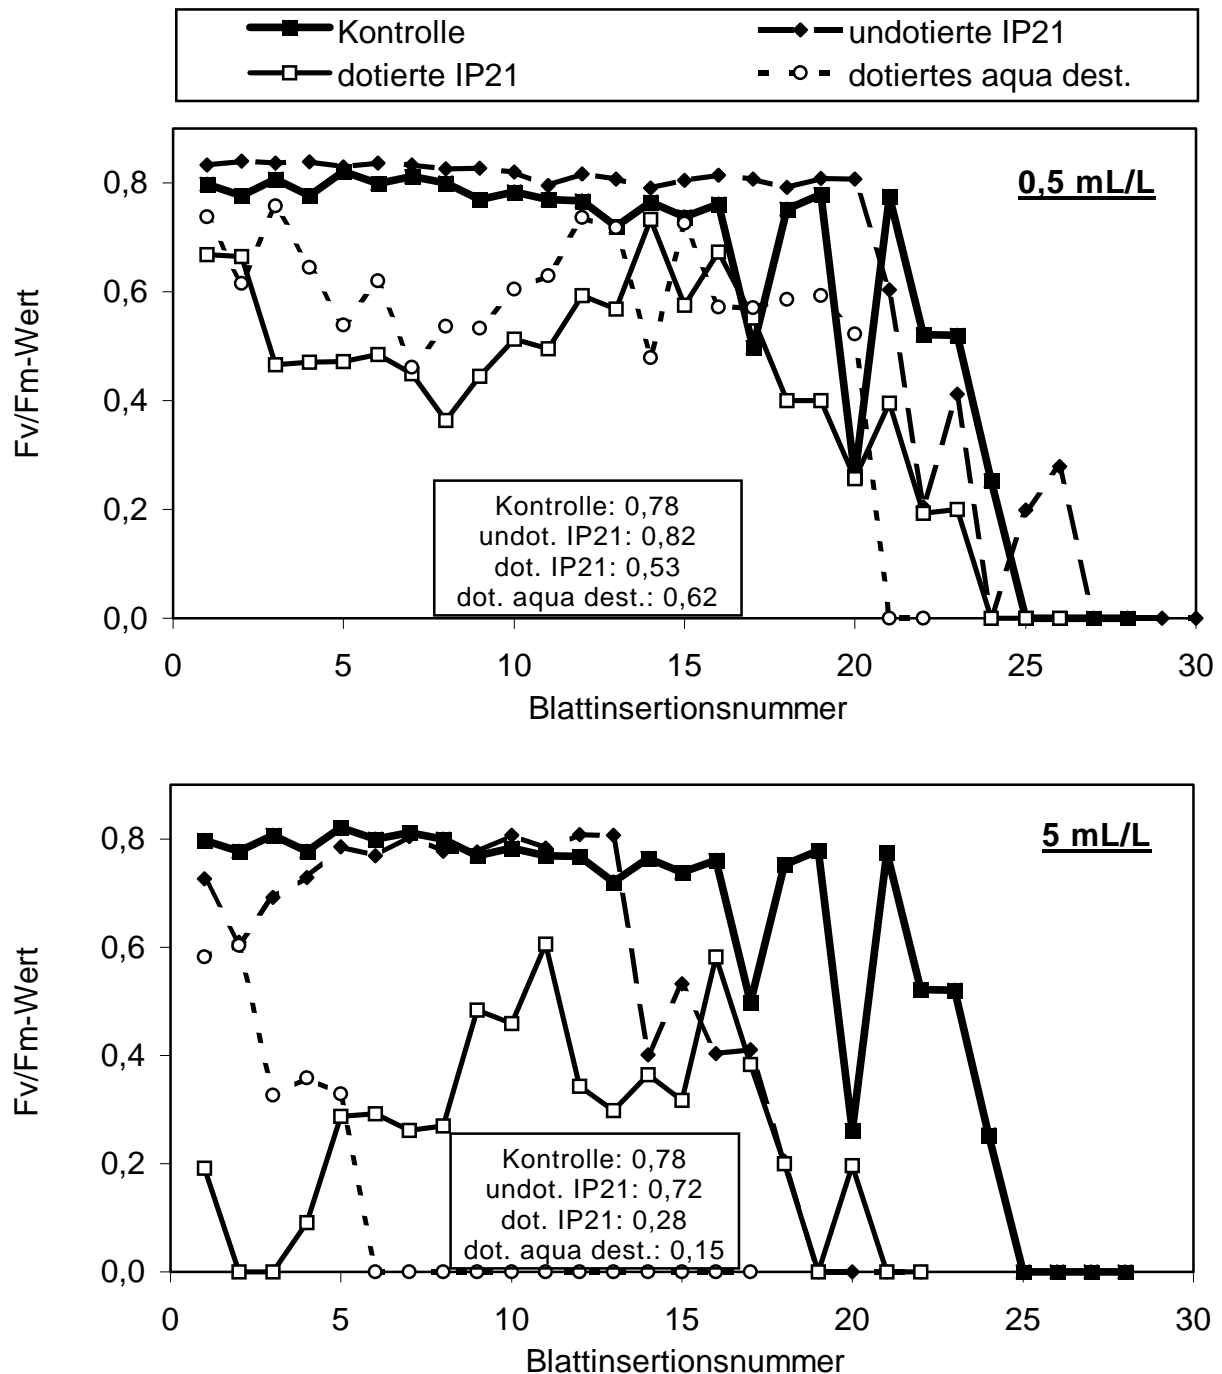 Kontrolle
undotierte IP21
dotierte IP21
dotiertes aqua dest.
0,5 mL/L
Fv/Fm-Wert
0,8
0,6
0,4
0,2
0,0
Kontrolle: 0,78
undot. IP21: 0,82
dot. IP21: 0,53
dot. aqua dest.: 0,62
0 5 10 15 20 25 30
Blattinsertionsnummer
5 mL/L
Fv/Fm-Wert
0,8
0,6
0,4
0,2
0,0
Kontrolle: 0,78
undot. IP21: 0,72
dot. IP21: 0,28
dot. aqua dest.: 0,15
0 5 10 15 20 25 30
Blattinsertionsnummer